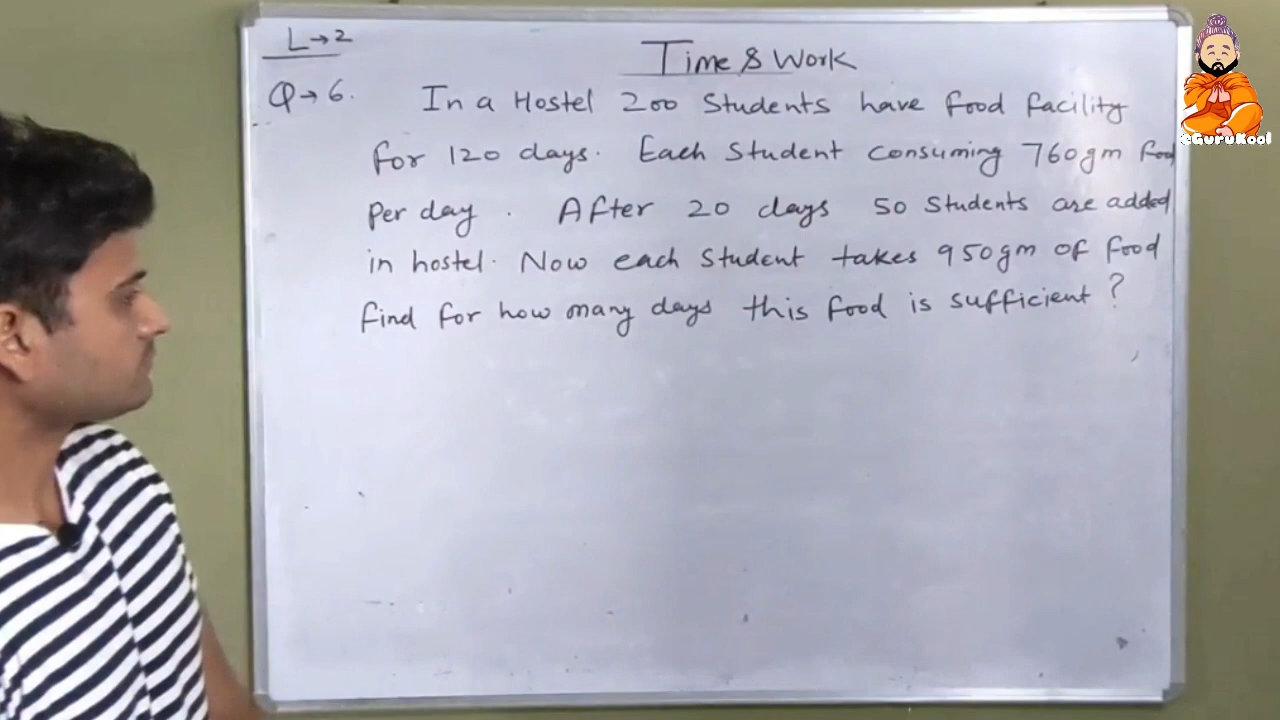 L→2
Time & Work
Q→6. In a Hostel 200 Students have food facility
for 120 days. Each Student Consuming 760gm food
per day. After 20 days 50 Students are added
in hostel. Now each Student takes 950gm of food
find for how many days this food is sufficient?
eGuruKool